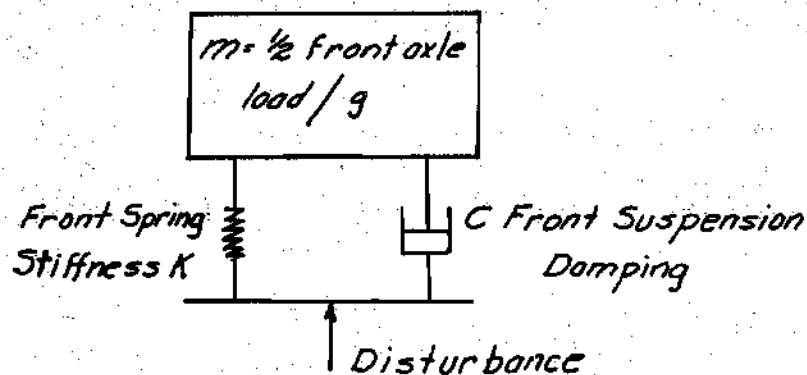 m= ½ front axle
load / g
Front Spring
Stiffness K
C Front Suspension
Damping
Disturbance